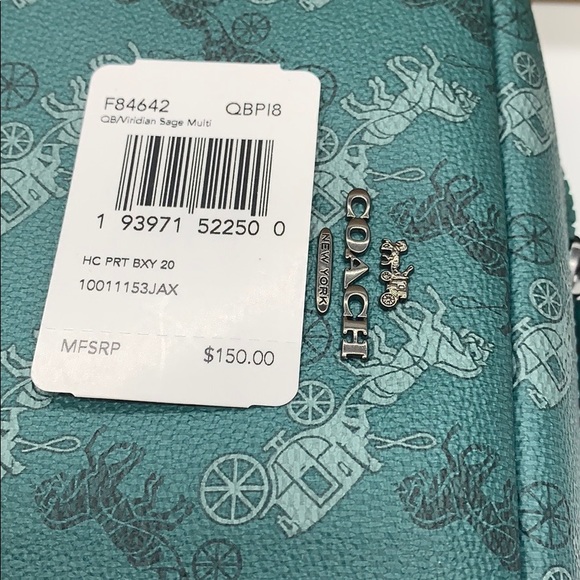 F84642 QBPI8
QB/Viridian Sage Multi
1 93971 52250 0
HC PRT BXY 20
10011153JAX
MFSRP $150.00
COACH
NEW YORK